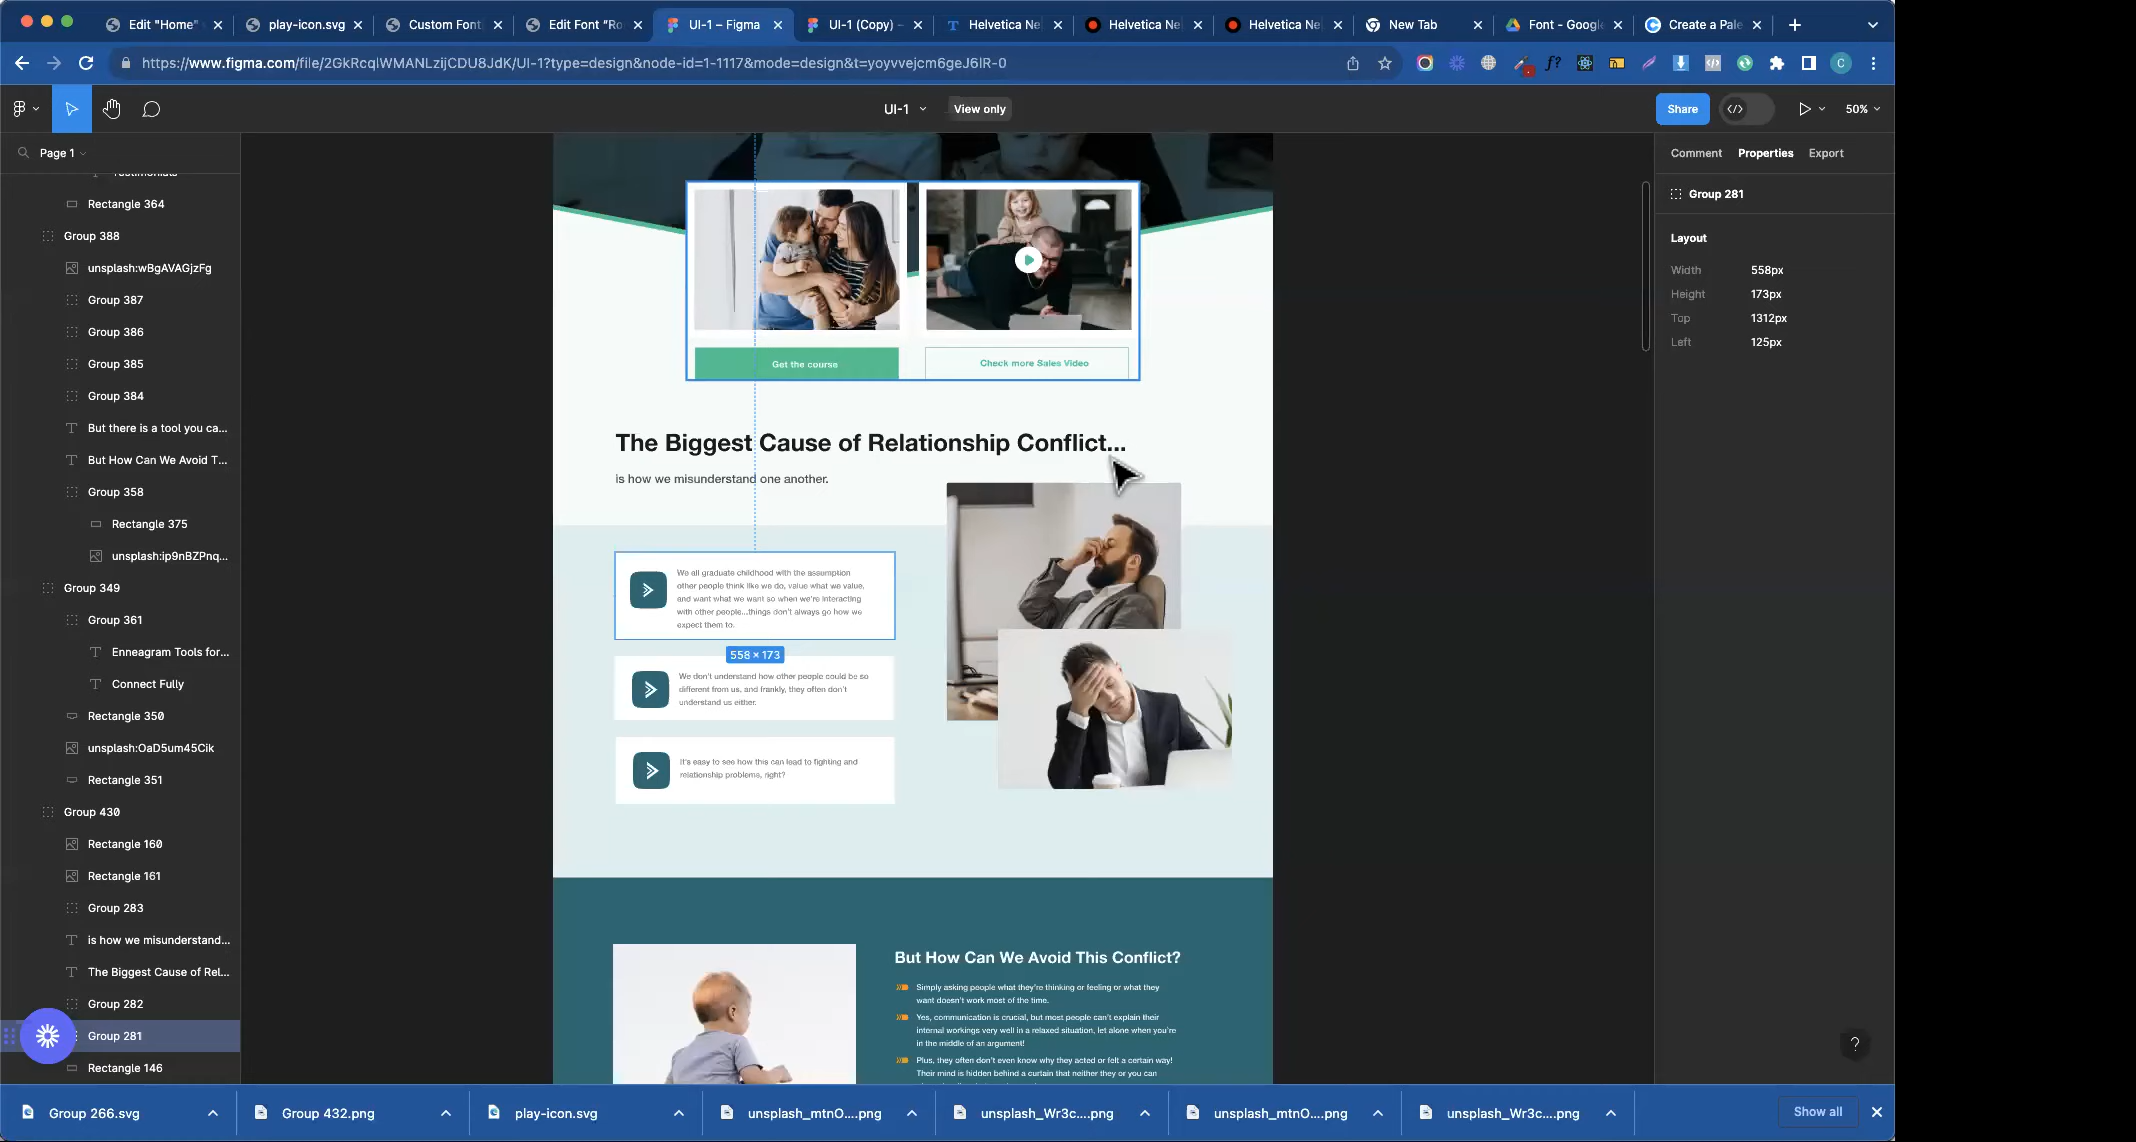 Edit "Home"
play-icon.svg
Custom Font
Edit Font "Ro
UI-1 – Figma
UI-1 (Copy) –
Helvetica Ne
Helvetica Ne
Helvetica Ne
New Tab
Font - Google
Create a Pale
https://www.figma.com/file/2GkRcqlWMANLzijCDU8JdK/UI-1?type=design&node-id=1-1117&mode=design&t=yoyvvejcm6geJ6lR-0
f?
C
UI-1
View only
Share
50%
Page 1
Comment
Properties
Export
Testimonials
Rectangle 364
Group 388
unsplash:wBgAVAGjzFg
Group 387
Group 386
Group 385
Group 384
But there is a tool you ca...
But How Can We Avoid T...
Group 358
Rectangle 375
unsplash:ip9nBZPnq...
Group 349
Group 361
Enneagram Tools for...
Connect Fully
Rectangle 350
unsplash:OaD5um45Cik
Rectangle 351
Group 430
Rectangle 160
Rectangle 161
Group 283
is how we misunderstand...
The Biggest Cause of Rel...
Group 282
Group 281
Rectangle 146
Get the course
Check more Sales Video
The Biggest Cause of Relationship Conflict...
is how we misunderstand one another.
We all graduate childhood with the assumption
other people think like we do, value what we value,
and want what we want so when we're interacting
with other people...things don't always go how we
expect them to.
558 × 173
We don't understand how other people could be so
different from us, and frankly, they often don't
understand us either.
It's easy to see how this can lead to fighting and
relationship problems, right?
But How Can We Avoid This Conflict?
Simply asking people what they're thinking or feeling or what they
want doesn't work most of the time.
Yes, communication is crucial, but most people can't explain their
internal workings very well in a relaxed situation, let alone when you're
in the middle of an argument!
Plus, they often don't even know why they acted or felt a certain way!
Their mind is hidden behind a curtain that neither they or you can
Group 281
Layout
Width 558px
Height 173px
Top 1312px
Left 125px
?
Group 266.svg
Group 432.png
play-icon.svg
unsplash_mtnO....png
unsplash_Wr3c....png
unsplash_mtnO....png
unsplash_Wr3c....png
Show all